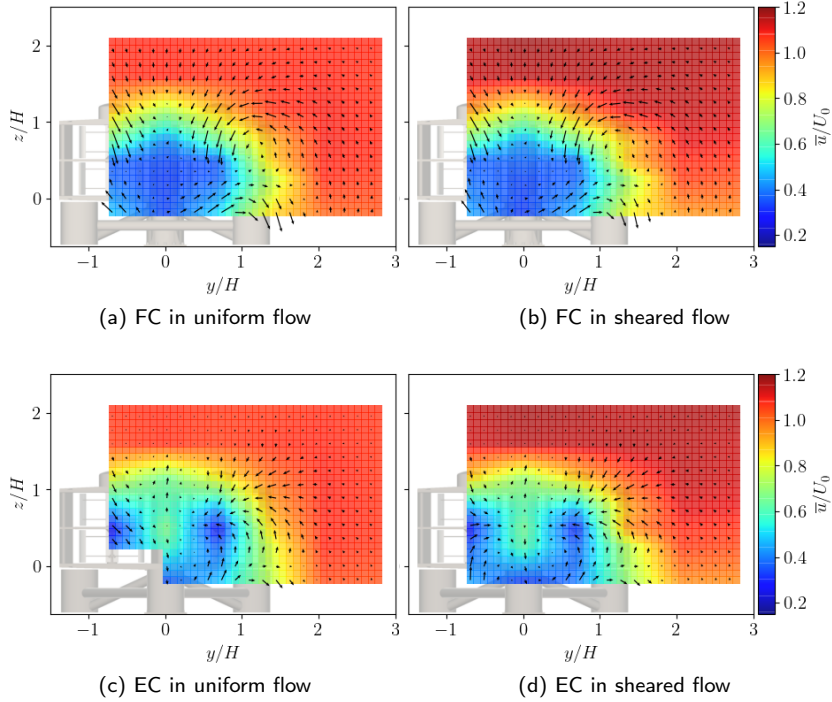 2
1
0
z/H
−1 0 1 2 3
y/H
(a) FC in uniform flow
−1 0 1 2 3
y/H
(b) FC in sheared flow
1.2
1.0
0.8
0.6
0.4
0.2
u̅/U₀
2
1
0
z/H
−1 0 1 2 3
y/H
(c) EC in uniform flow
−1 0 1 2 3
y/H
(d) EC in sheared flow
1.2
1.0
0.8
0.6
0.4
0.2
u̅/U₀